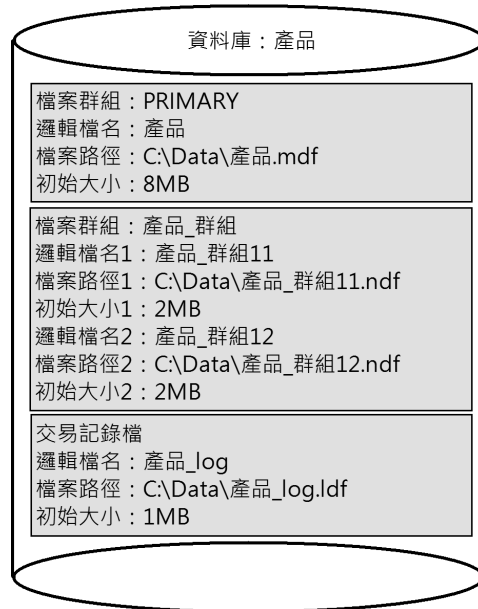 資料庫：產品
檔案群組：PRIMARY
邏輯檔名：產品
檔案路徑：C:\Data\產品.mdf
初始大小：8MB
檔案群組：產品_群組
邏輯檔名1：產品_群組11
檔案路徑1：C:\Data\產品_群組11.ndf
初始大小1：2MB
邏輯檔名2：產品_群組12
檔案路徑2：C:\Data\產品_群組12.ndf
初始大小2：2MB
交易記錄檔
邏輯檔名：產品_log
檔案路徑：C:\Data\產品_log.ldf
初始大小：1MB